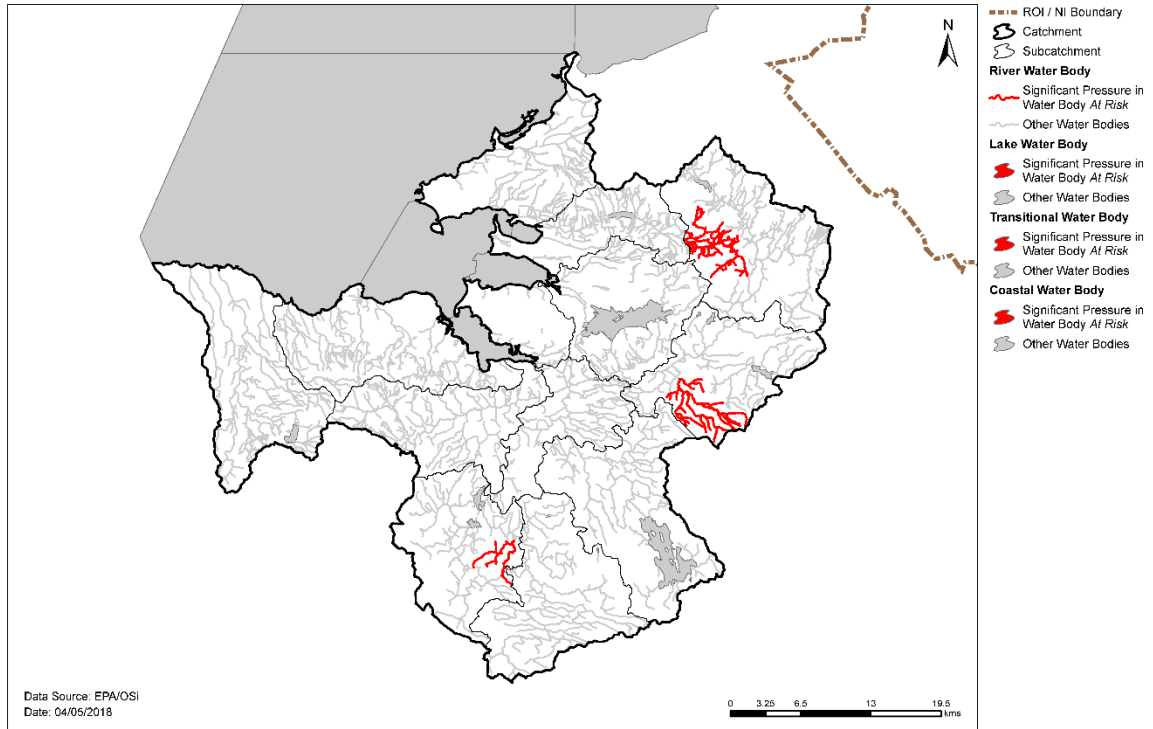 N
ROI / NI Boundary
Catchment
Subcatchment
River Water Body
Significant Pressure in
Water Body At Risk
Other Water Bodies
Lake Water Body
Significant Pressure in
Water Body At Risk
Other Water Bodies
Transitional Water Body
Significant Pressure in
Water Body At Risk
Other Water Bodies
Coastal Water Body
Significant Pressure in
Water Body At Risk
Other Water Bodies
Data Source: EPA/OSi
Date: 04/05/2018
0 3.25 6.5 13 19.5
kms